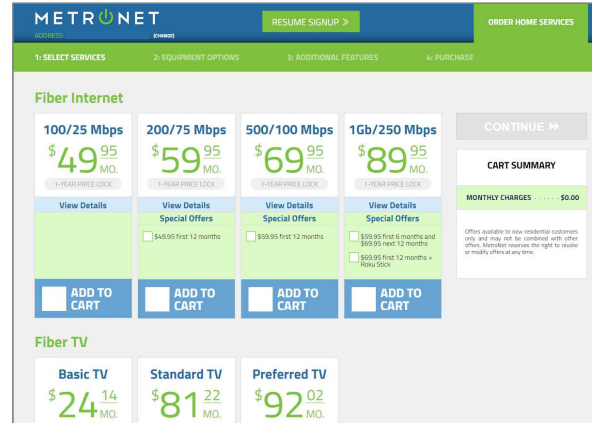 METRONET
RESUME SIGNUP »
ORDER HOME SERVICES
ADDRESS: (CHANGE)
1: SELECT SERVICES
2: EQUIPMENT OPTIONS
3: ADDITIONAL FEATURES
4: PURCHASE
Fiber Internet
100/25 Mbps
$49.95 MO.
1-YEAR PRICE LOCK
View Details
ADD TO
CART
200/75 Mbps
$59.95 MO.
1-YEAR PRICE LOCK
View Details
Special Offers
$49.95 first 12 months
ADD TO
CART
500/100 Mbps
$69.95 MO.
1-YEAR PRICE LOCK
View Details
Special Offers
$59.95 first 12 months
ADD TO
CART
1Gb/250 Mbps
$89.95 MO.
1-YEAR PRICE LOCK
View Details
Special Offers
$59.95 first 6 months and
$69.95 next 12 months
$69.95 first 12 months +
Roku Stick
ADD TO
CART
CONTINUE
CART SUMMARY
MONTHLY CHARGES . . . . . . $0.00
Offers available to new residential customers
only and may not be combined with other
offers. MetroNet reserves the right to revoke
or modify offers at any time.
Fiber TV
Basic TV
$24.14 MO.
Standard TV
$81.22 MO.
Preferred TV
$92.02 MO.